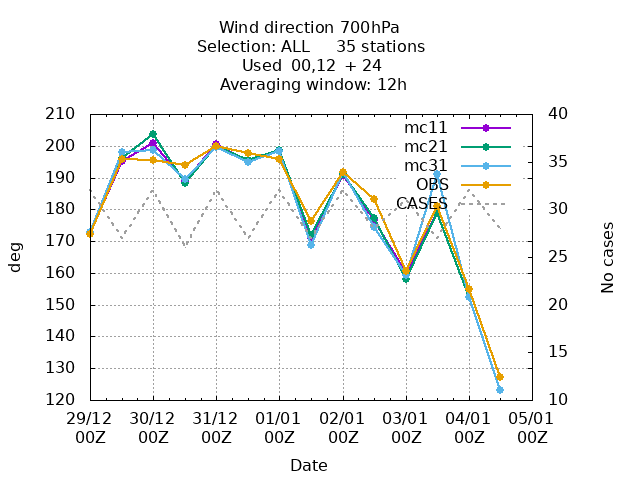 Wind direction 700hPa
Selection: ALL 35 stations
Used 00,12 + 24
Averaging window: 12h
210
200
190
180
170
160
150
140
130
120
40
35
30
25
20
15
10
mc11
mc21
mc31
OBS
CASES
deg
No cases
29/12 30/12 31/12 01/01 02/01 03/01 04/01 05/01
00Z 00Z 00Z 00Z 00Z 00Z 00Z 00Z
Date